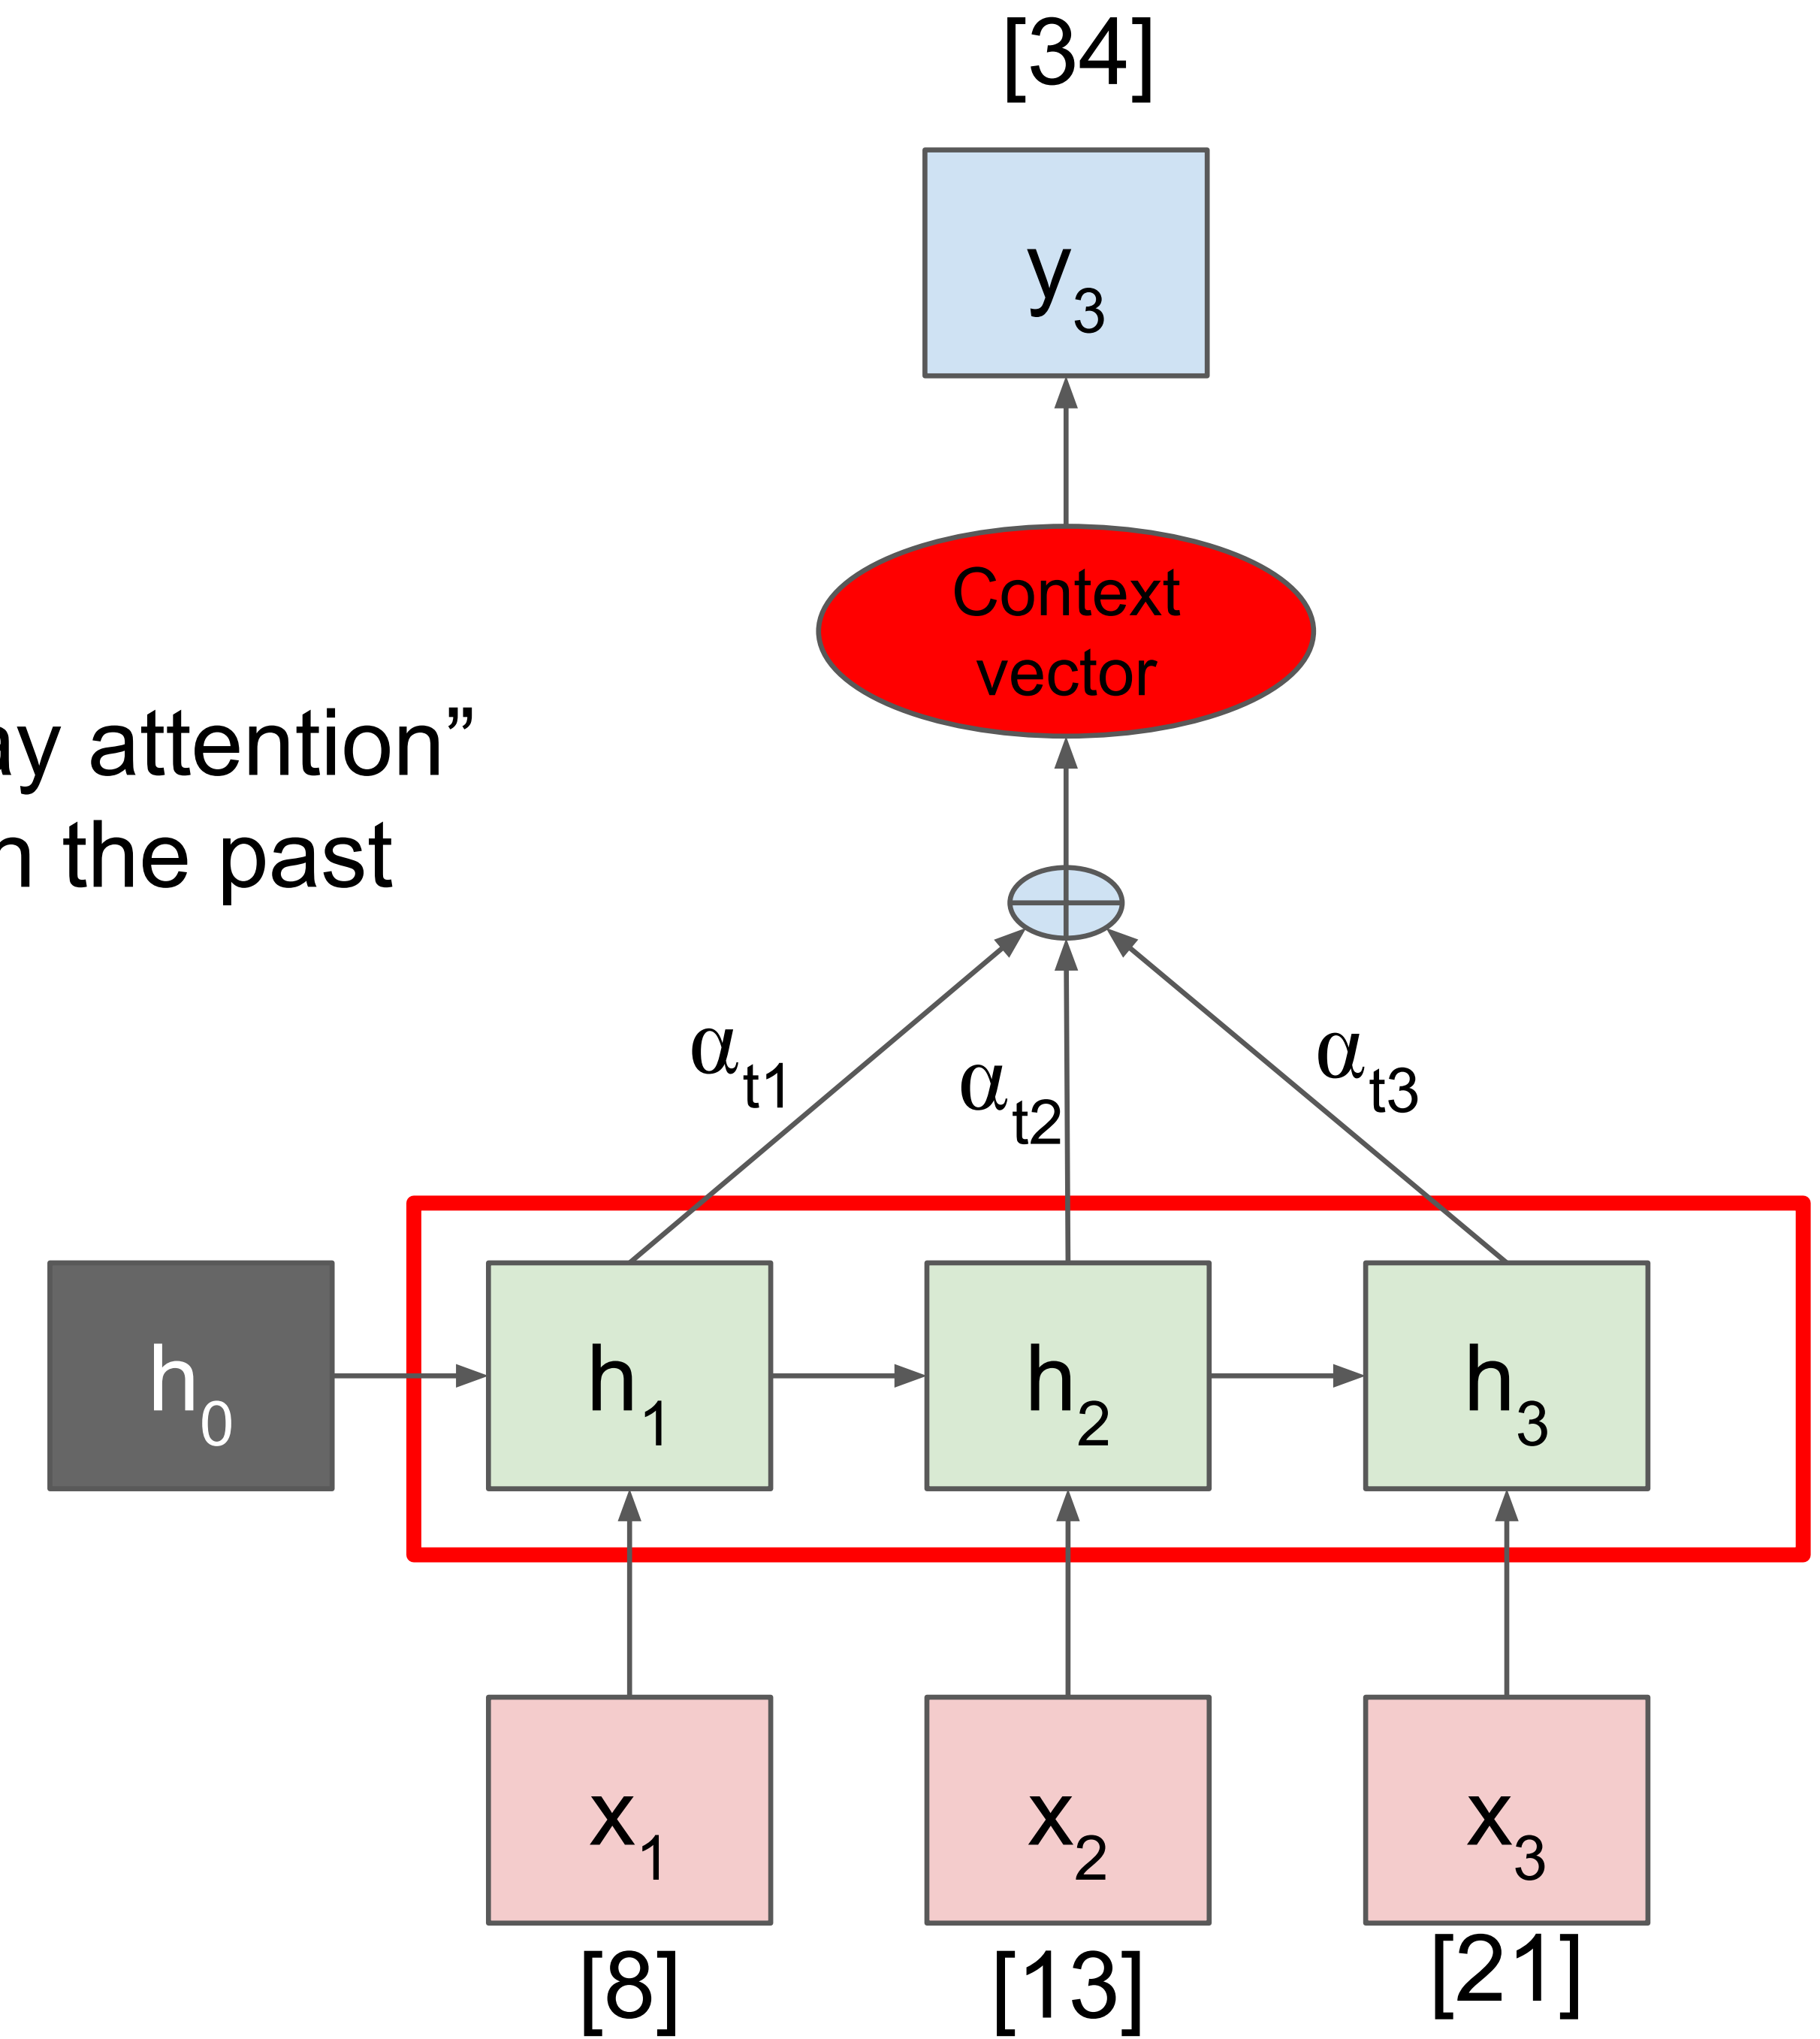 [34]
y3
Context
vector
attention”
the past
αt1
αt2
αt3
h0
h1
h2
h3
x1
x2
x3
[8]
[13]
[21]